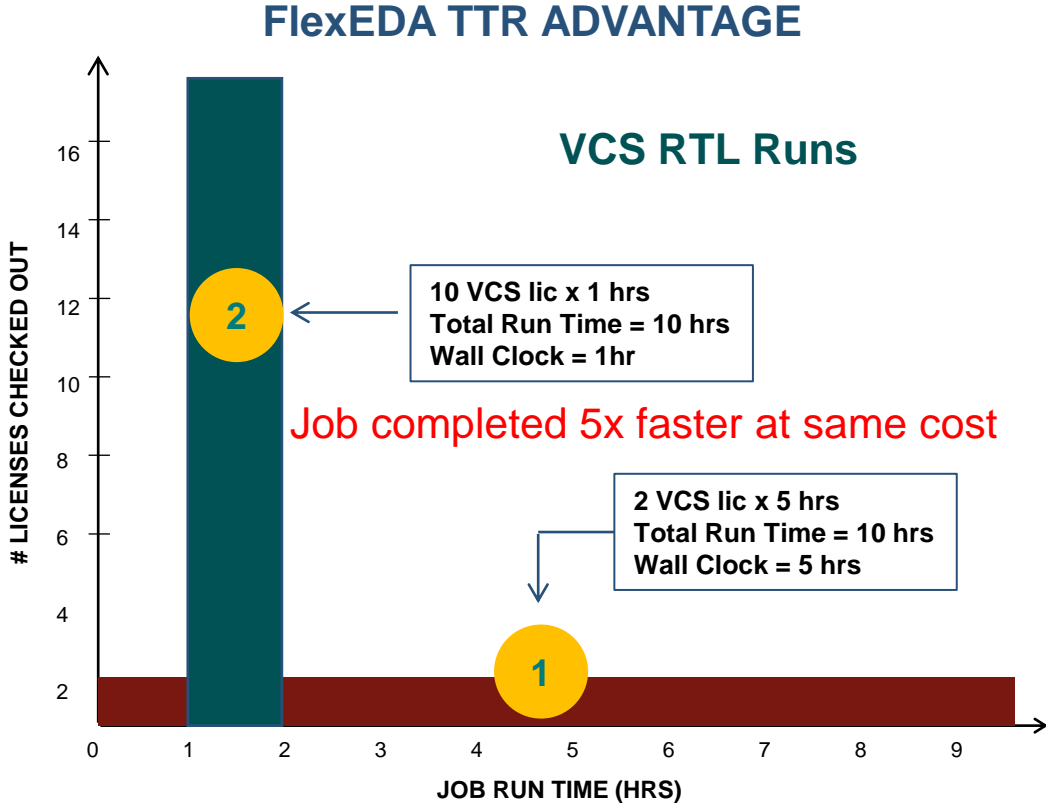 FlexEDA TTR ADVANTAGE
VCS RTL Runs
# LICENSES CHECKED OUT
16
14
12
10
8
6
4
2
2
10 VCS lic x 1 hrs
Total Run Time = 10 hrs
Wall Clock = 1hr
Job completed 5x faster at same cost
2 VCS lic x 5 hrs
Total Run Time = 10 hrs
Wall Clock = 5 hrs
1
0 1 2 3 4 5 6 7 8 9
JOB RUN TIME (HRS)